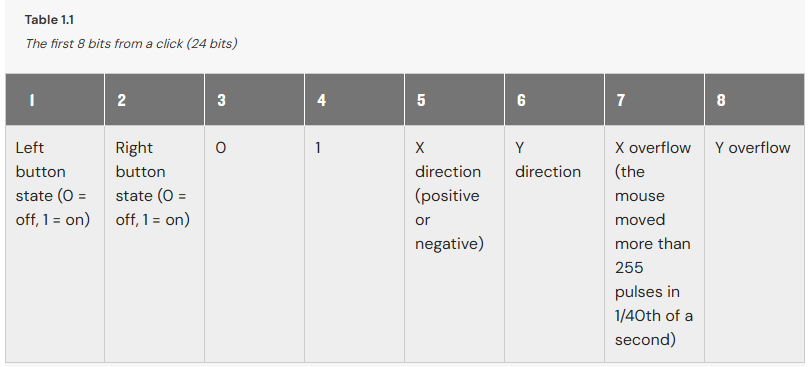 Table 1.1
The first 8 bits from a click (24 bits)
1 2 3 4 5 6 7 8
Left
button
state (0 =
off, 1 = on)
Right
button
state (0 =
off, 1 = on)
0
1
X
direction
(positive
or
negative)
Y
direction
X overflow
(the
mouse
moved
more than
255
pulses in
1/40th of a
second)
Y overflow